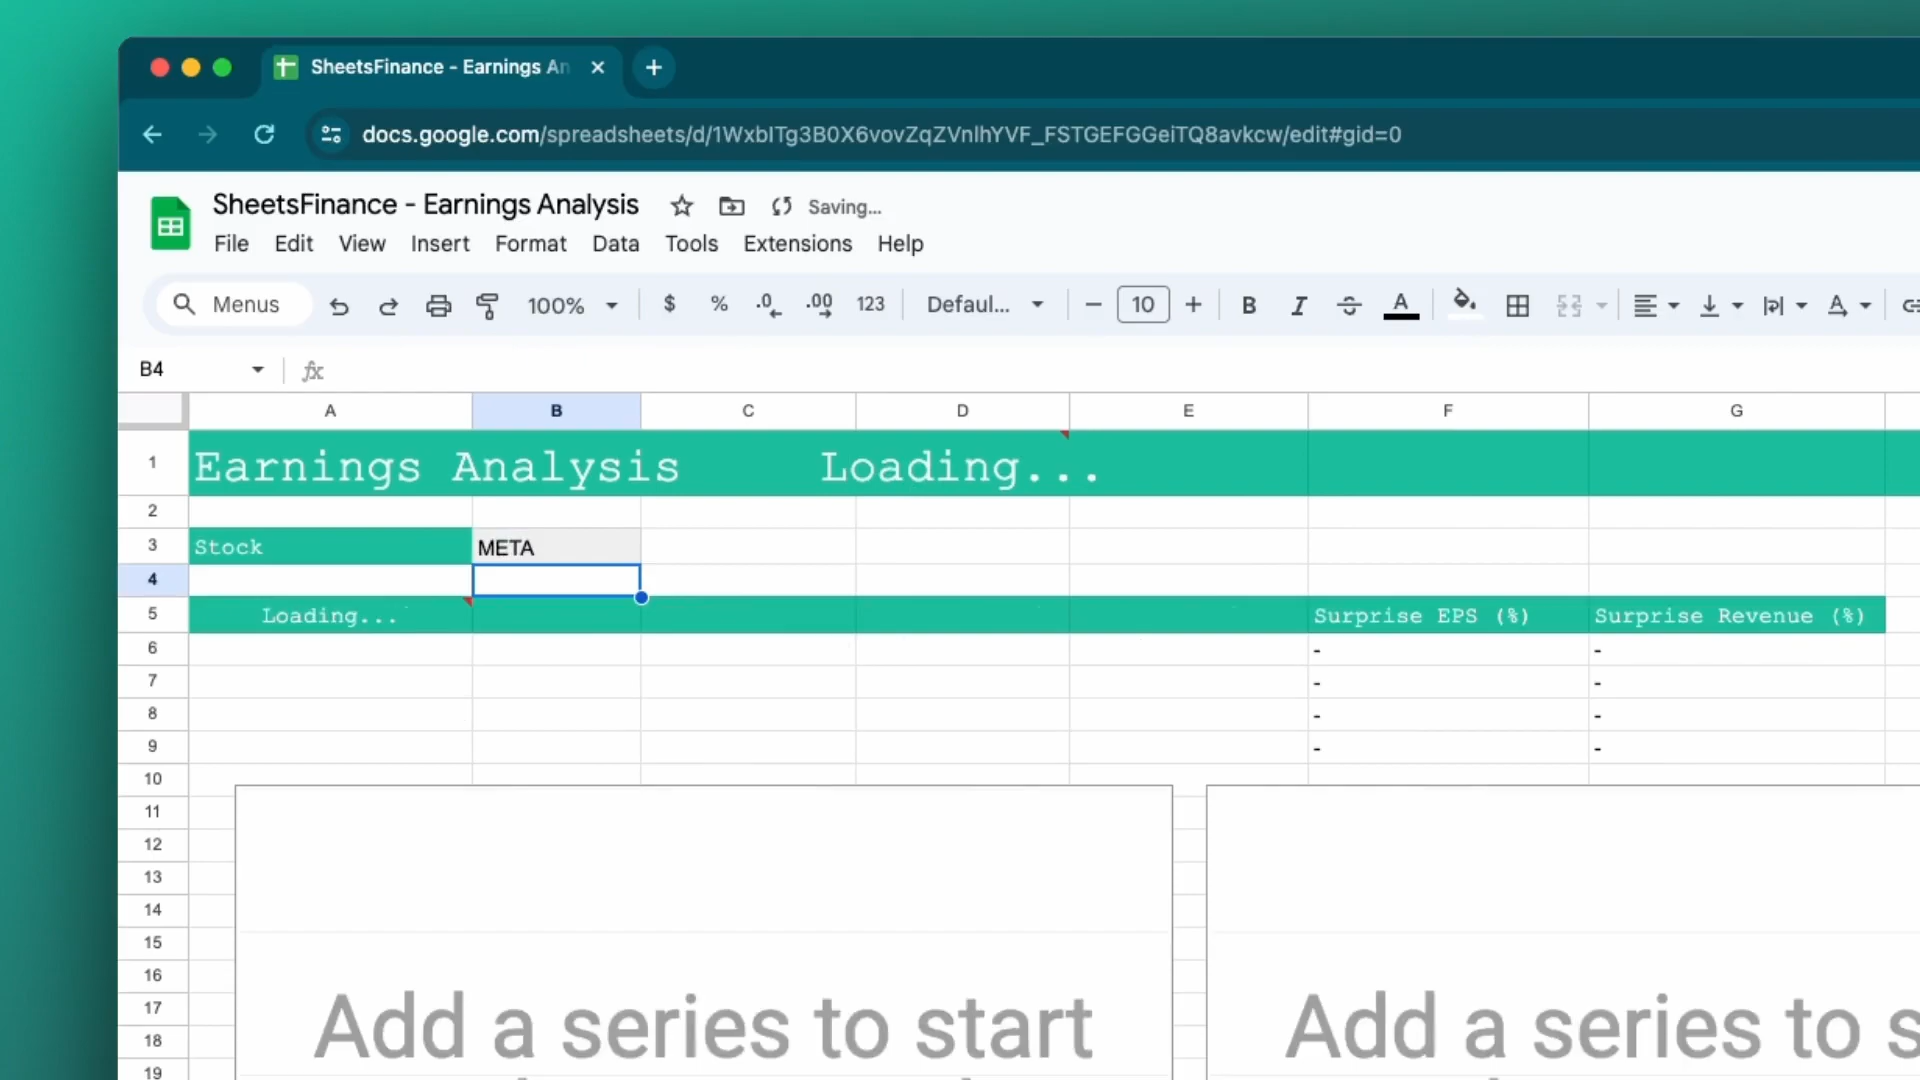 SheetsFinance - Earnings An
docs.google.com/spreadsheets/d/1WxbITg3B0X6vovZqZVnlhYVF_FSTGEFGGeiTQ8avkcw/edit#gid=0
SheetsFinance - Earnings Analysis Saving...
File Edit View Insert Format Data Tools Extensions Help
Menus 100% $ % .0 .00 123 Defaul... 10 B I A A
B4 fx
A B C D E F G
1 Earnings Analysis Loading...
2
3 Stock META
4
5 Loading... Surprise EPS (%) Surprise Revenue (%)
6 - -
7 - -
8 - -
9 - -
10
11
12
13
14
15
16
17 Add a series to start Add a series to s
18
19